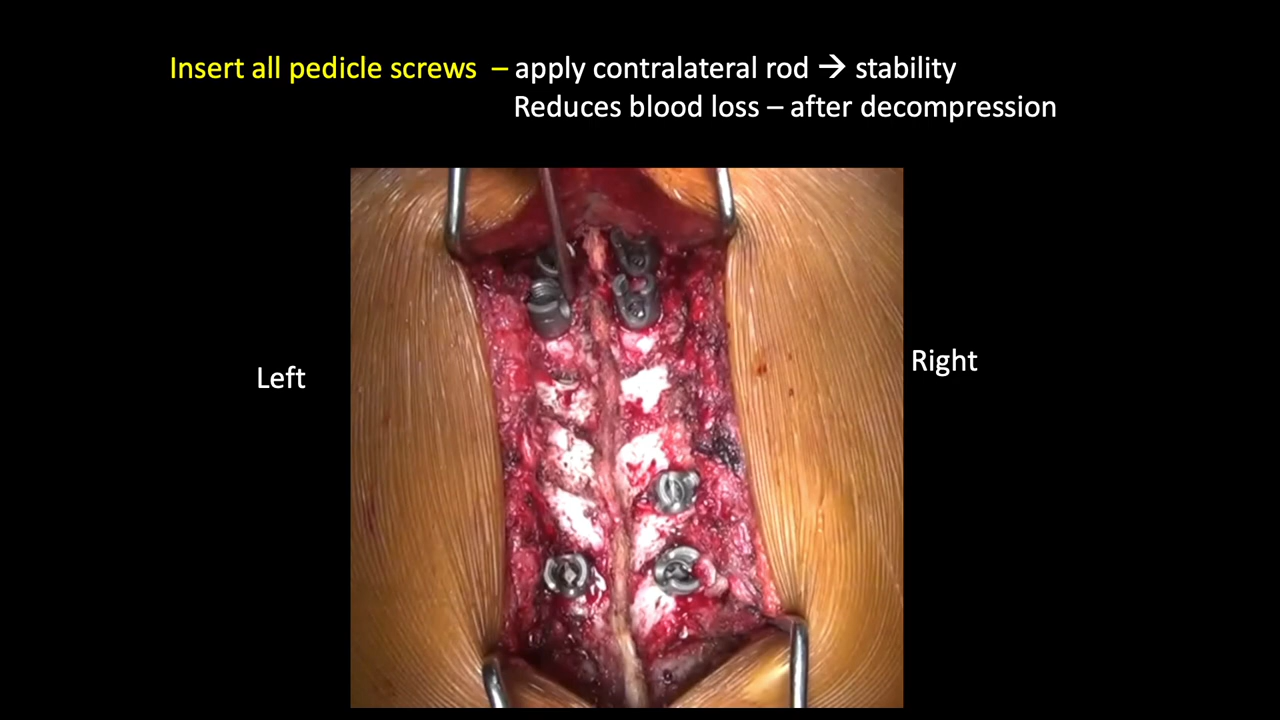 Insert all pedicle screws – apply contralateral rod → stability
Reduces blood loss – after decompression
Left
Right